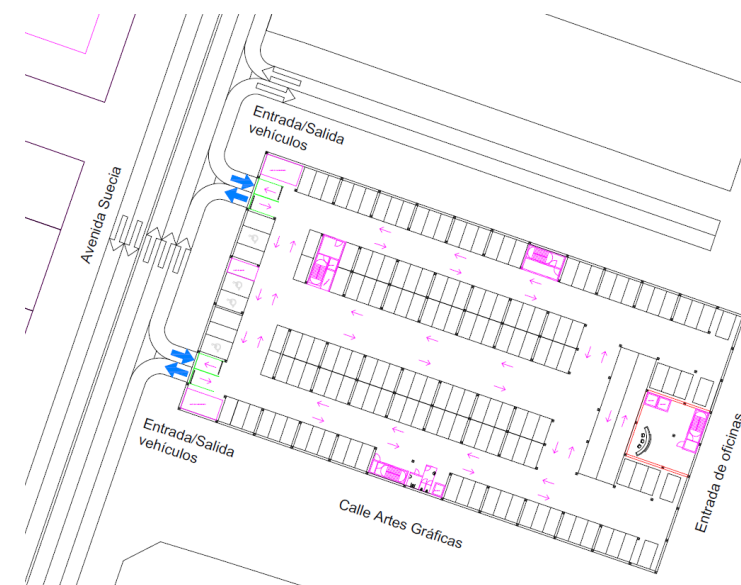 Entrada/Salida
vehículos
Avenida Suecia
Entrada/Salida
vehículos
Calle Artes Gráficas
Entrada de oficinas